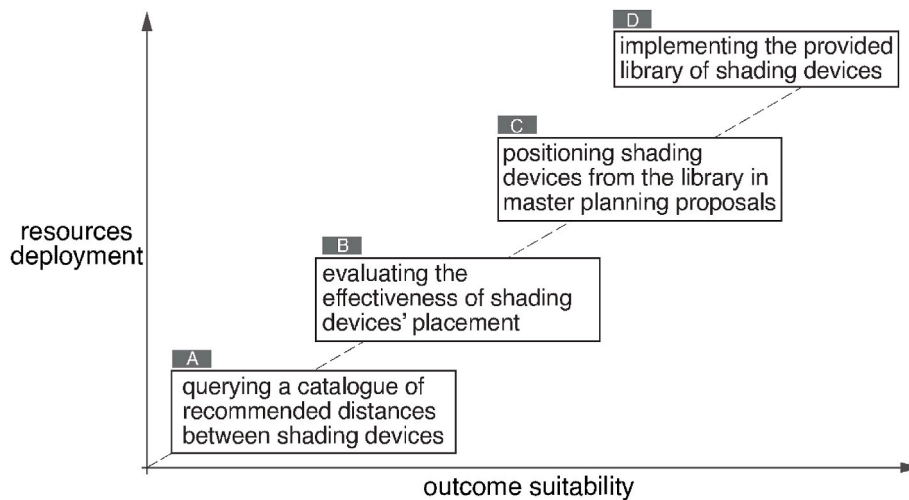 D
implementing the provided
library of shading devices
C
positioning shading
devices from the library in
master planning proposals
resources
deployment
B
evaluating the
effectiveness of shading
devices' placement
A
querying a catalogue of
recommended distances
between shading devices
outcome suitability